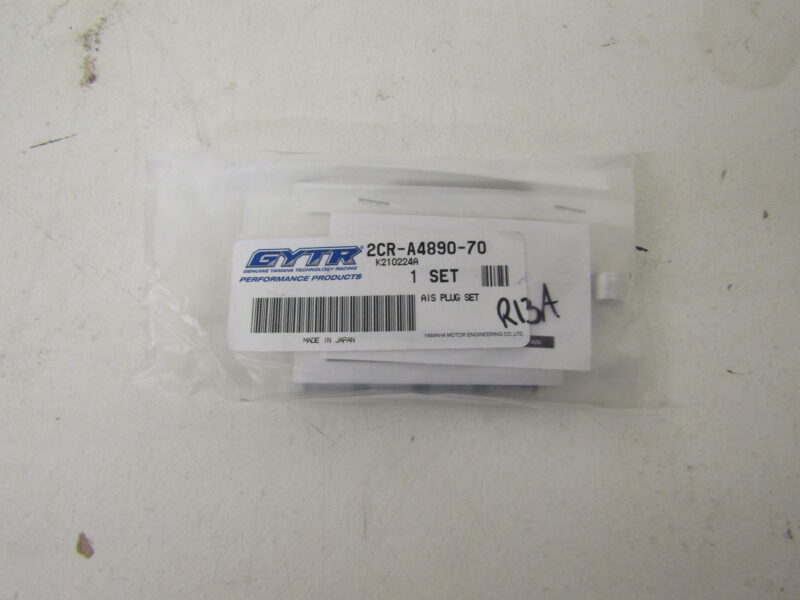 GYTR 2CR-A4890-70
GENUINE YAMAHA TECHNOLOGY RACING
K210224A
PERFORMANCE PRODUCTS
1 SET
AIS PLUG SET
R13A
MADE IN JAPAN
YAMAHA MOTOR ENGINEERING CO.,LTD.